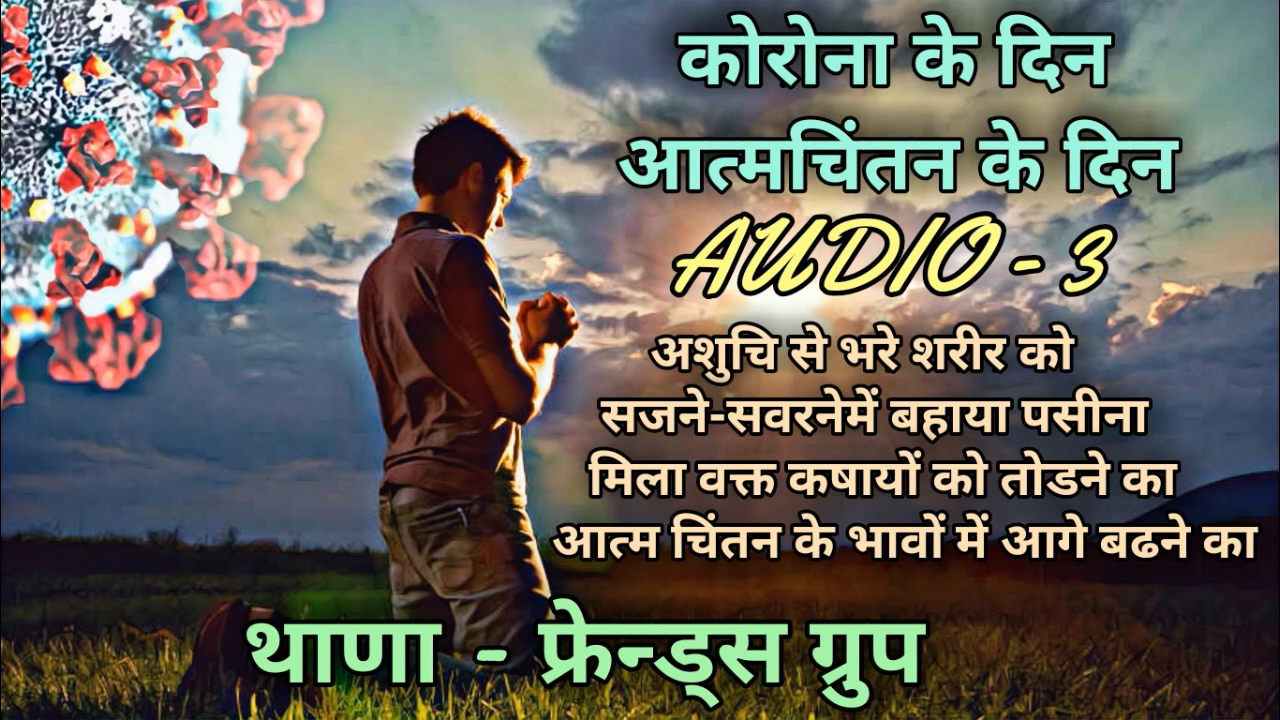 कोरोना के दिन
आत्मचिंतन के दिन
AUDIO - 3
अशुचि से भरे शरीर को
सजने-सवरनेमें बहाया पसीना
मिला वक्त कषायों को तोडने का
आत्म चिंतन के भावों में आगे बढने का
थाणा - फ्रेन्ड्स ग्रुप